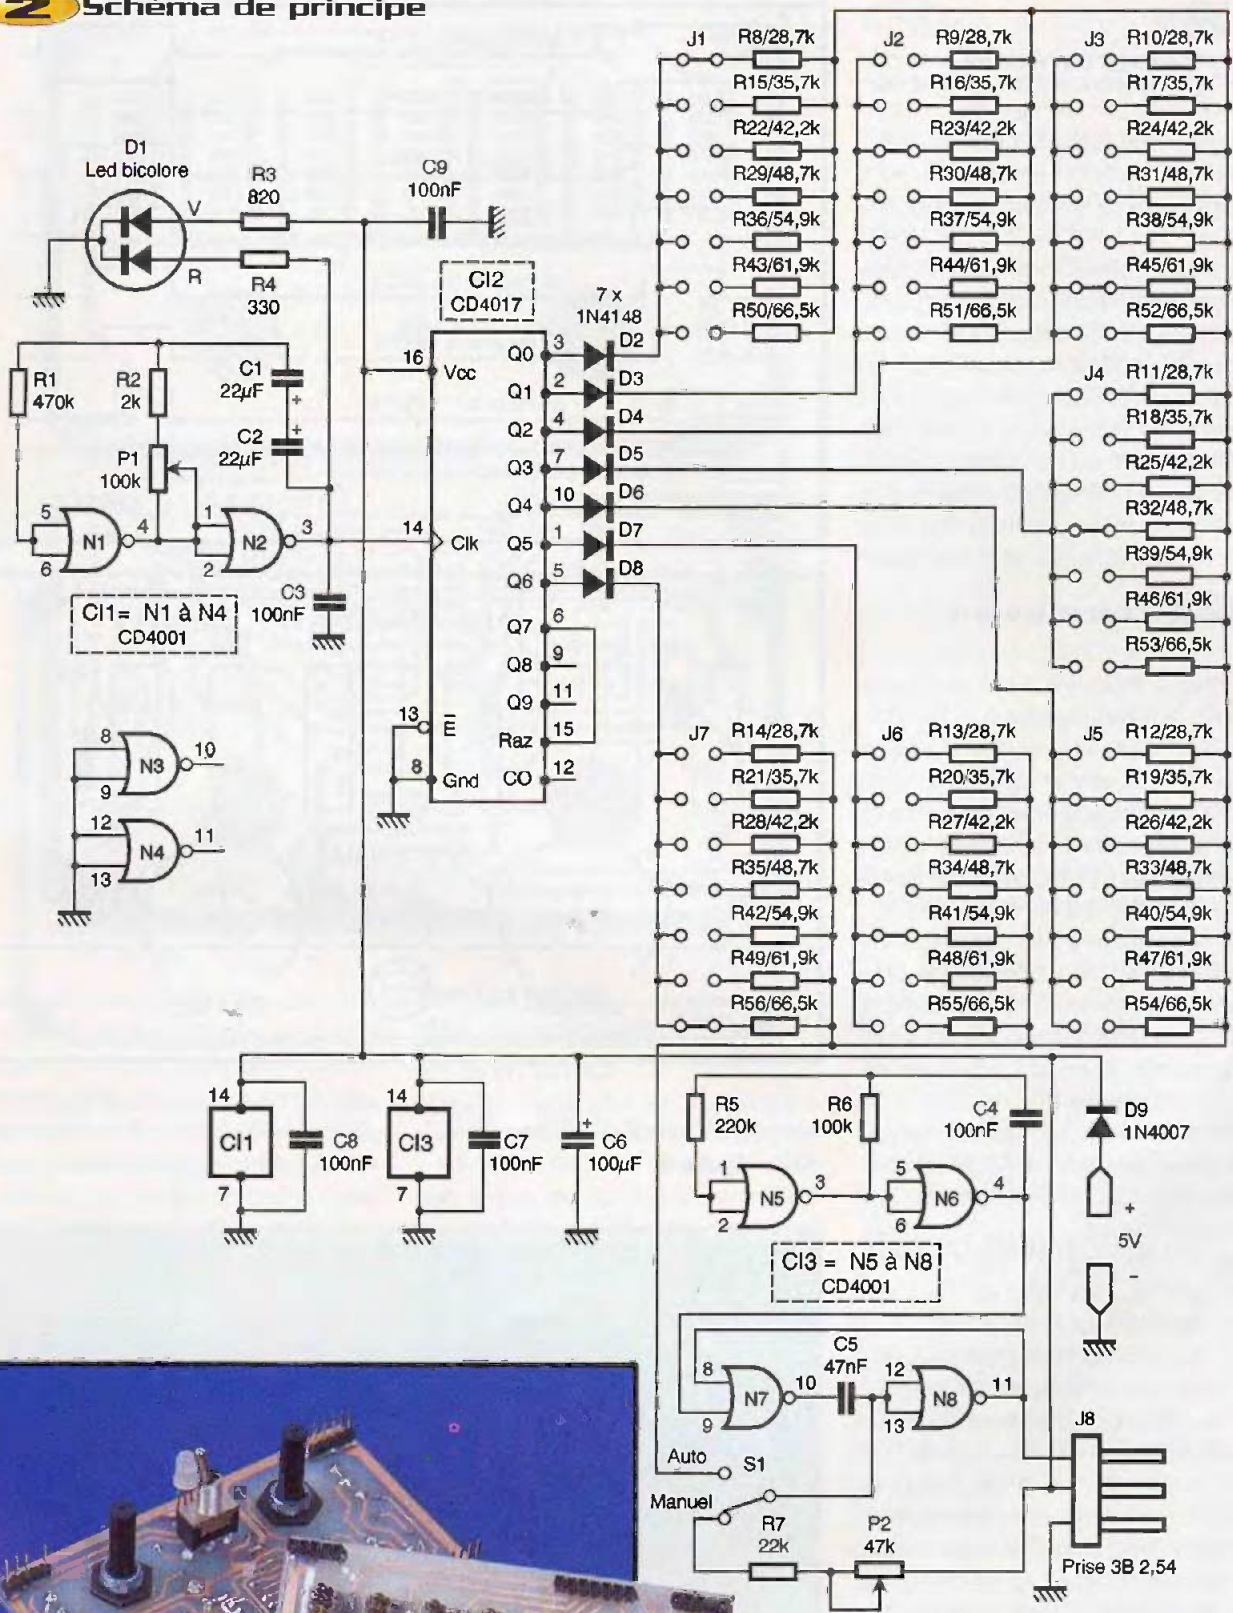 2 Schéma de principe
D1
Led bicolore
V
R
R3
820
R4
330
C9
100nF
R1
470k
R2
2k
P1
100k
C1
22µF
+
+
C2
22µF
5
6
N1
4
1
2
N2
3
C3
100nF
CI1= N1 à N4
CD4001
8
9
N3
10
12
13
N4
11
CI2
CD4017
7 x
1N4148
16
Vcc
14
Clk
13
E
8
Gnd
Q0
3
D2
Q1
2
D3
Q2
4
D4
Q3
7
D5
Q4
10
D6
Q5
1
D7
Q6
5
D8
Q7
6
Q8
9
Q9
11
Raz
15
CO
12
J1
R8/28,7k
R15/35,7k
R22/42,2k
R29/48,7k
R36/54,9k
R43/61,9k
R50/66,5k
J2
R9/28,7k
R16/35,7k
R23/42,2k
R30/48,7k
R37/54,9k
R44/61,9k
R51/66,5k
J3
R10/28,7k
R17/35,7k
R24/42,2k
R31/48,7k
R38/54,9k
R45/61,9k
R52/66,5k
J4
R11/28,7k
R18/35,7k
R25/42,2k
R32/48,7k
R39/54,9k
R46/61,9k
R53/66,5k
J7
R14/28,7k
R21/35,7k
R28/42,2k
R35/48,7k
R42/54,9k
R49/61,9k
R56/66,5k
J6
R13/28,7k
R20/35,7k
R27/42,2k
R34/48,7k
R41/54,9k
R48/61,9k
R55/66,5k
J5
R12/28,7k
R19/35,7k
R26/42,2k
R33/48,7k
R40/54,9k
R47/61,9k
R54/66,5k
14
CI1
7
C8
100nF
14
CI3
7
C7
100nF
+
C6
100µF
R5
220k
R6
100k
C4
100nF
D9
1N4007
1
2
N5
3
5
6
N6
4
+
5V
-
CI3 = N5 à N8
CD4001
8
9
N7
10
C5
47nF
12
13
N8
11
J8
Auto
S1
Manuel
R7
22k
P2
47k
Prise 3B 2,54